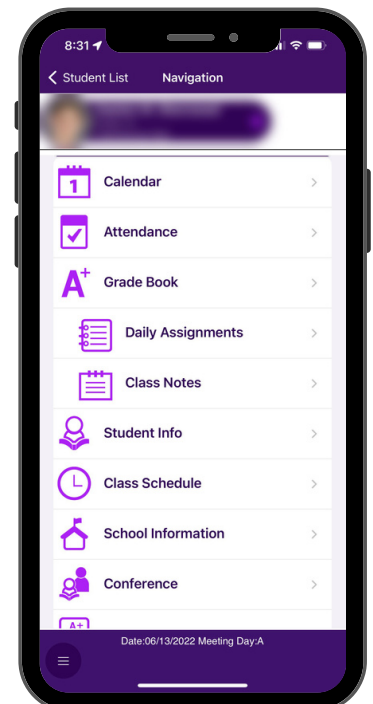 8:31
Student List Navigation
1 Calendar
Attendance
A+ Grade Book
Daily Assignments
Class Notes
Student Info
Class Schedule
School Information
Conference
A+
Date:06/13/2022 Meeting Day:A